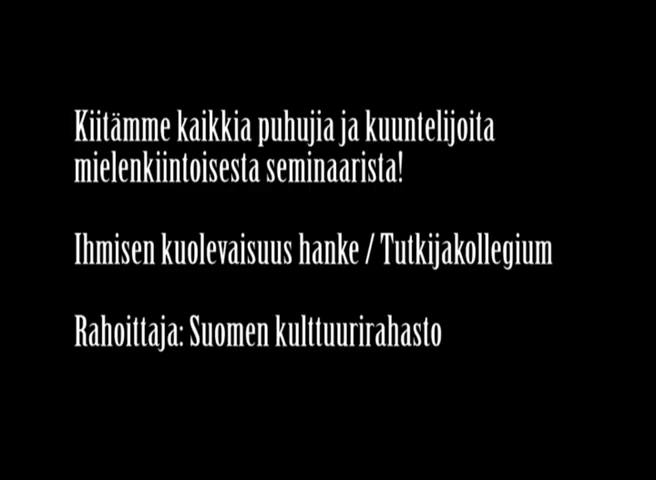 Kiitämme kaikkia puhujia ja kuuntelijoita
mielenkiintoisesta seminaarista!
Ihmisen kuolevaisuus hanke / Tutkijakollegium
Rahoittaja: Suomen kulttuurirahasto